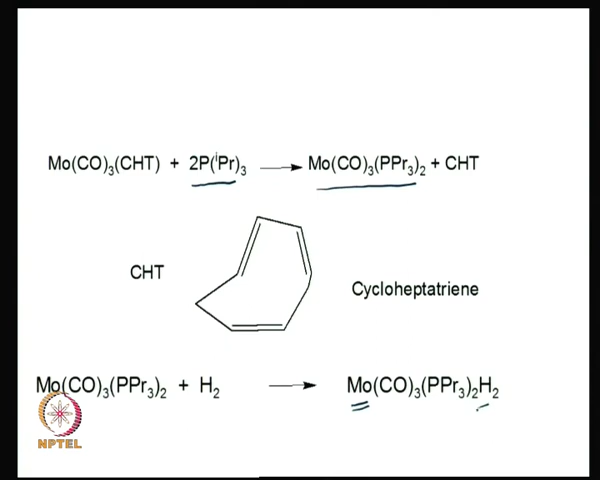 Mo(CO)₃(CHT) + 2P(ⁱPr)₃ ⟶ Mo(CO)₃(PPr₃)₂ + CHT
CHT
Cycloheptatriene
Mo(CO)₃(PPr₃)₂ + H₂ ⟶ Mo(CO)₃(PPr₃)₂H₂
NPTEL